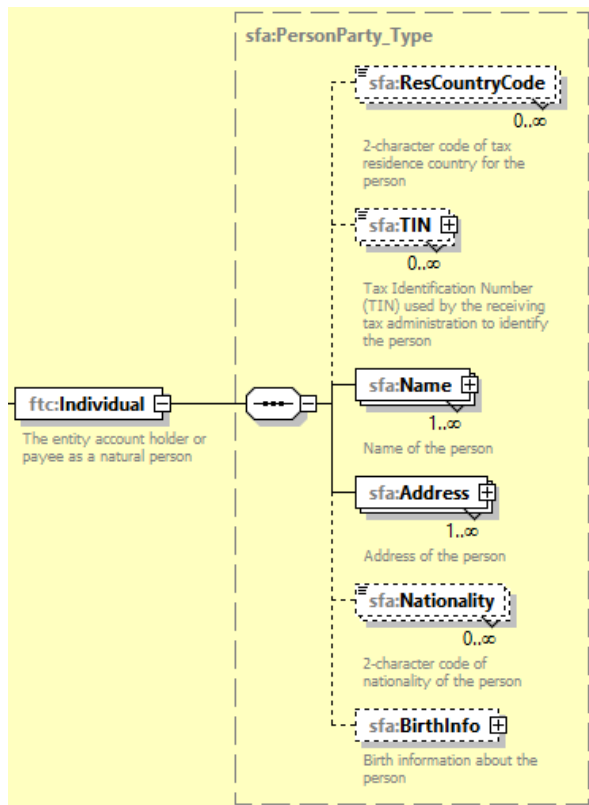 sfa:PersonParty_Type
sfa:ResCountryCode
0..∞
2-character code of tax
residence country for the
person
sfa:TIN
0..∞
Tax Identification Number
(TIN) used by the receiving
tax administration to identify
the person
ftc:Individual
The entity account holder or
payee as a natural person
sfa:Name
1..∞
Name of the person
sfa:Address
1..∞
Address of the person
sfa:Nationality
0..∞
2-character code of
nationality of the person
sfa:BirthInfo
Birth information about the
person